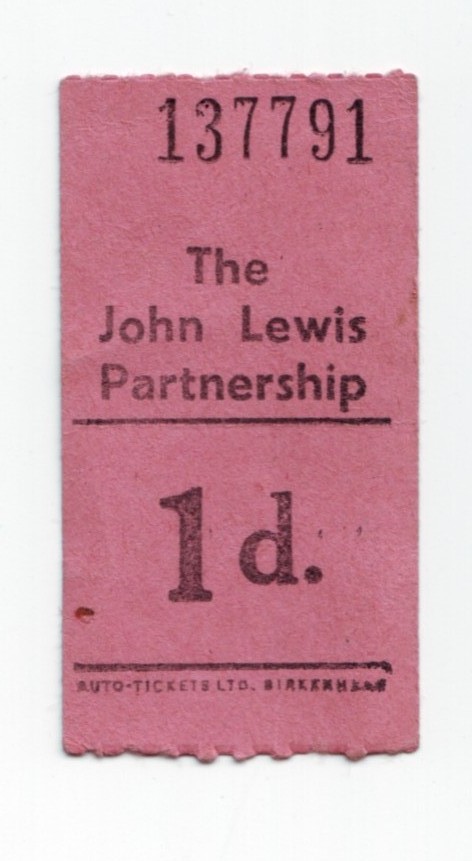 137791
The
John Lewis
Partnership
1d.
AUTO-TICKETS LTD. BIRKENHEAD